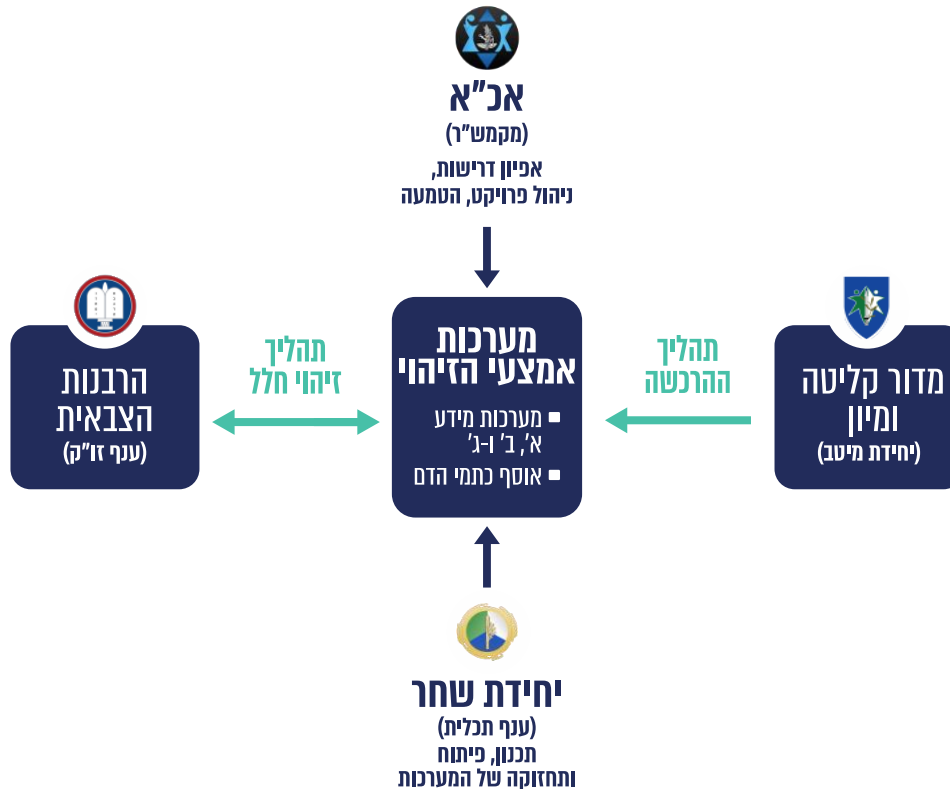 אכ"א
(מקמש"ר)
אפיון דרישות,
ניהול פרויקט, הטמעה
מדור קליטה
ומיון
(יחידת מיטב)
תהליך
ההרכשה
מערכות
אמצעי הזיהוי
▪ מערכות מידע
א', ב' ו-ג'
▪ אוסף כתמי הדם
תהליך
זיהוי חלל
הרבנות
הצבאית
(ענף זו"ק)
יחידת שחר
(ענף תכלית)
תכנון, פיתוח
ותחזוקה של המערכות